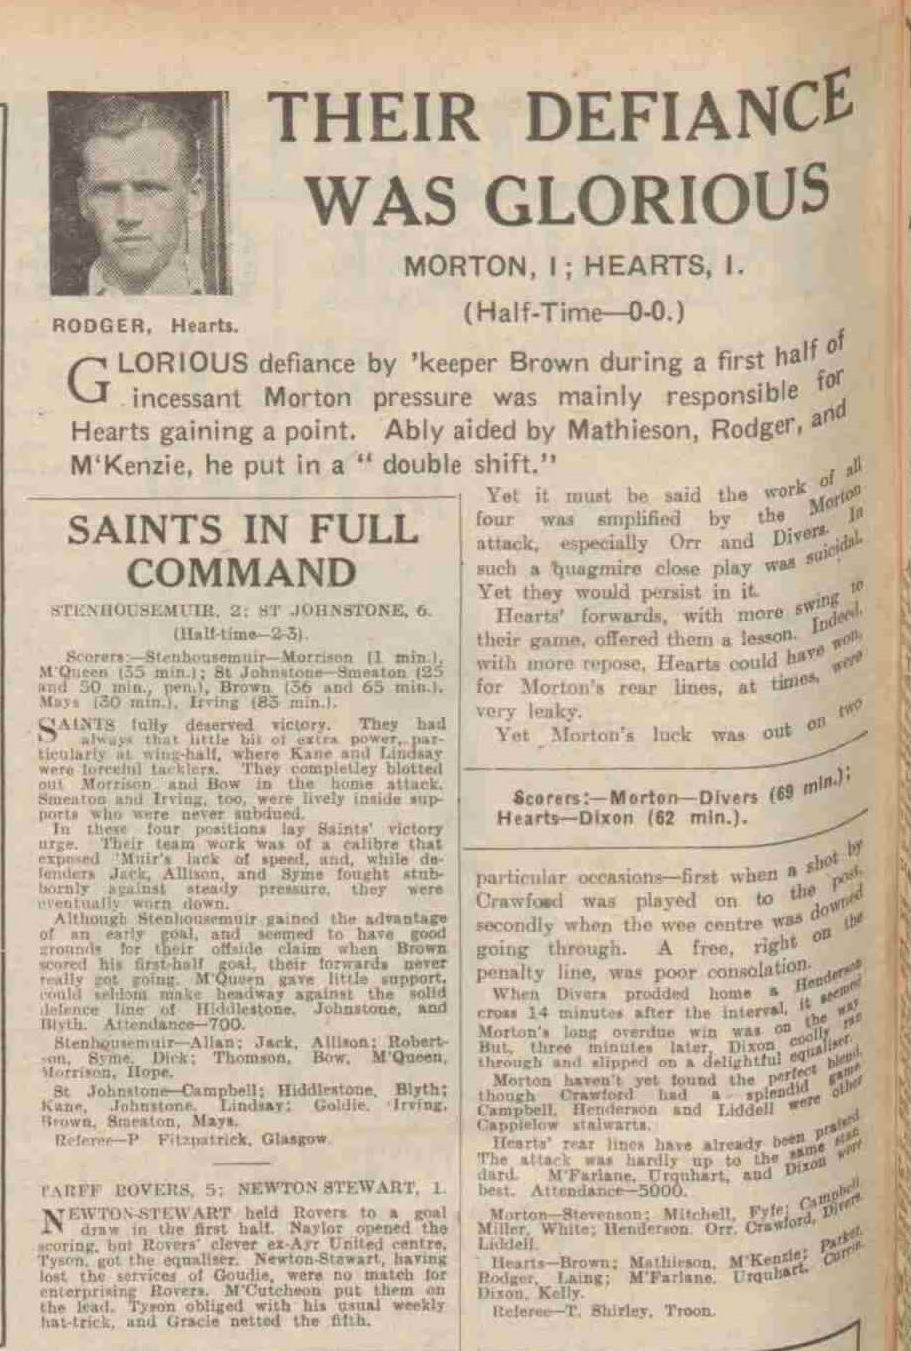 THEIR DEFIANCE
WAS GLORIOUS
MORTON, 1; HEARTS, 1.
(Half-Time—0-0.)
RODGER, Hearts.
GLORIOUS defiance by 'keeper Brown during a first half of
incessant Morton pressure was mainly responsible for
Hearts gaining a point. Ably aided by Mathieson, Rodger, and
M'Kenzie, he put in a " double shift."
SAINTS IN FULL
COMMAND
STENHOUSEMUIR, 2; ST JOHNSTONE, 6.
(Half-time—2-3).
Scorers:—Stenhousemuir—Morrison (1 min.),
M'Queen (35 min.); St Johnstone—Smeaton (25
and 50 min., pen.), Brown (36 and 65 min.),
Mays (30 min.), Irving (83 min.).
SAINTS fully deserved victory. They had
always that little bit of extra power, par-
ticularly at wing-half, where Kane and Lindsay
were forceful tacklers. They completley blotted
out Morrison and Bow in the home attack.
Smeaton and Irving, too, were lively inside sup-
ports who were never subdued.
In these four positions lay Saints' victory
urge. Their team work was of a calibre that
exposed 'Muir's lack of speed, and, while de-
fenders Jack, Allison, and Syme fought stub-
bornly against steady pressure, they were
eventually worn down.
Although Stenhousemuir gained the advantage
of an early goal, and seemed to have good
grounds for their offside claim when Brown
scored his first-half goal, their forwards never
really got going. M'Queen gave little support,
could seldom make headway against the solid
defence line of Hiddlestone, Johnstone, and
Blyth. Attendance—700.
Stenhousemuir—Allan; Jack, Allison; Robert-
son, Syme, Dick; Thomson, Bow, M'Queen,
Morrison, Hope.
St Johnstone—Campbell; Hiddlestone, Blyth;
Kane, Johnstone, Lindsay; Goldie, Irving,
Brown, Smeaton, Mays.
Referee—P Fitzpatrick, Glasgow.
TARFF ROVERS, 5; NEWTON STEWART, 1.
NEWTON-STEWART held Rovers to a goal
draw in the first half. Naylor opened the
scoring, but Rovers' clever ex-Ayr United centre,
Tyson, got the equaliser. Newton-Stewart, having
lost the services of Goudie, were no match for
enterprising Rovers. M'Cutcheon put them on
the lead. Tyson obliged with his usual weekly
hat-trick, and Gracie netted the fifth.
Yet it must be said the work of all
four was smplified by the Morton
attack, especially Orr and Divers. In
such a quagmire close play was suicidal.
Yet they would persist in it.
Hearts' forwards, with more swing to
their game, offered them a lesson. Indeed,
with more repose, Hearts could have won,
for Morton's rear lines, at times, were
very leaky.
Yet Morton's luck was out on two
Scorers:—Morton—Divers (69 min.);
Hearts—Dixon (62 min.).
particular occasions—first when a shot by
Crawford was played on to the post,
secondly when the wee centre was downed
going through. A free, right on the
penalty line, was poor consolation.
When Divers prodded home a Henderson
cross 14 minutes after the interval, it seemed
Morton's long overdue win was on the way
But, three minutes later, Dixon coolly ran
through and slipped on a delightful equaliser.
Morton haven't yet found the perfect blend,
though Crawford had a splendid game
Campbell, Henderson and Liddell were other
Cappielow stalwarts.
Hearts' rear lines have already been praised
The attack was hardly up to the same stan
dard. M'Farlane, Urquhart, and Dixon were
best. Attendance—5000.
Morton—Stevenson; Mitchell, Fyfe; Campbell
Miller, White; Henderson, Orr, Crawford, Divers,
Liddell.
Hearts—Brown; Mathieson, M'Kenzie; Parker,
Rodger, Laing; M'Farlane, Urquhart, Currie,
Dixon, Kelly.
Referee—T. Shirley, Troon.